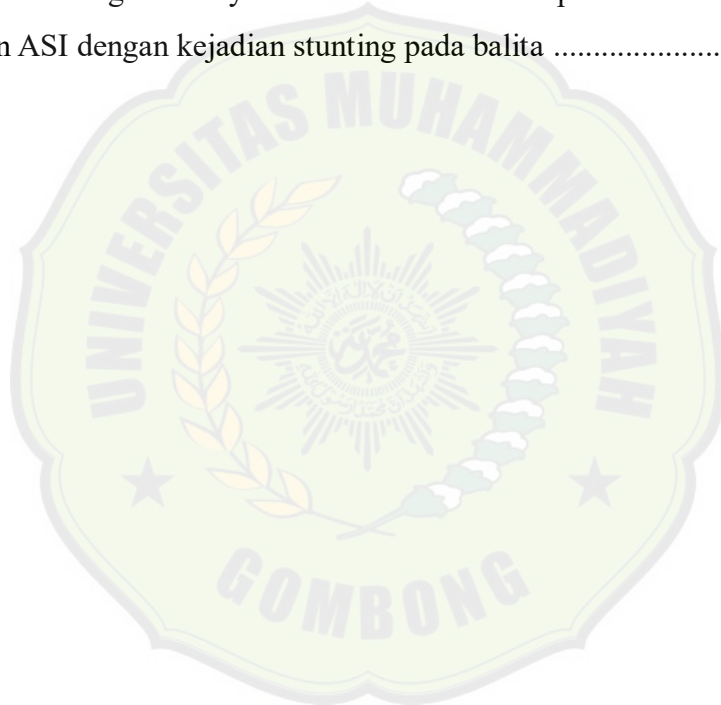 n ASI dengan kejadian stunting pada balita .....................
UNIVERSITAS MUHAMMADIYAH
GOMBONG